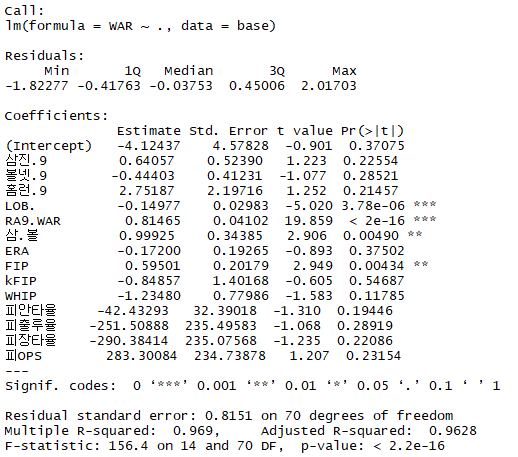 Call:
lm(formula = WAR ~ ., data = base)
Residuals:
Min 1Q Median 3Q Max
-1.82277 -0.41763 -0.03753 0.45006 2.01703
Coefficients:
Estimate Std. Error t value Pr(>|t|)
(Intercept) -4.12437 4.57828 -0.901 0.37075
삼진.9 0.64057 0.52390 1.223 0.22554
볼넷.9 -0.44403 0.41231 -1.077 0.28521
홈런.9 2.75187 2.19716 1.252 0.21457
LOB. -0.14977 0.02983 -5.020 3.78e-06 ***
RA9.WAR 0.81465 0.04102 19.859 < 2e-16 ***
삼.볼 0.99925 0.34385 2.906 0.00490 **
ERA -0.17200 0.19265 -0.893 0.37502
FIP 0.59501 0.20179 2.949 0.00434 **
kFIP -0.84857 1.40168 -0.605 0.54687
WHIP -1.23480 0.77986 -1.583 0.11785
피안타율 -42.43293 32.39018 -1.310 0.19446
피출루율 -251.50888 235.49583 -1.068 0.28919
피장타율 -290.38414 235.07568 -1.235 0.22086
피OPS 283.30084 234.73878 1.207 0.23154
---
Signif. codes: 0 ‘***’ 0.001 ‘**’ 0.01 ‘*’ 0.05 ‘.’ 0.1 ‘ ’ 1
Residual standard error: 0.8151 on 70 degrees of freedom
Multiple R-squared: 0.969, Adjusted R-squared: 0.9628
F-statistic: 156.4 on 14 and 70 DF, p-value: < 2.2e-16